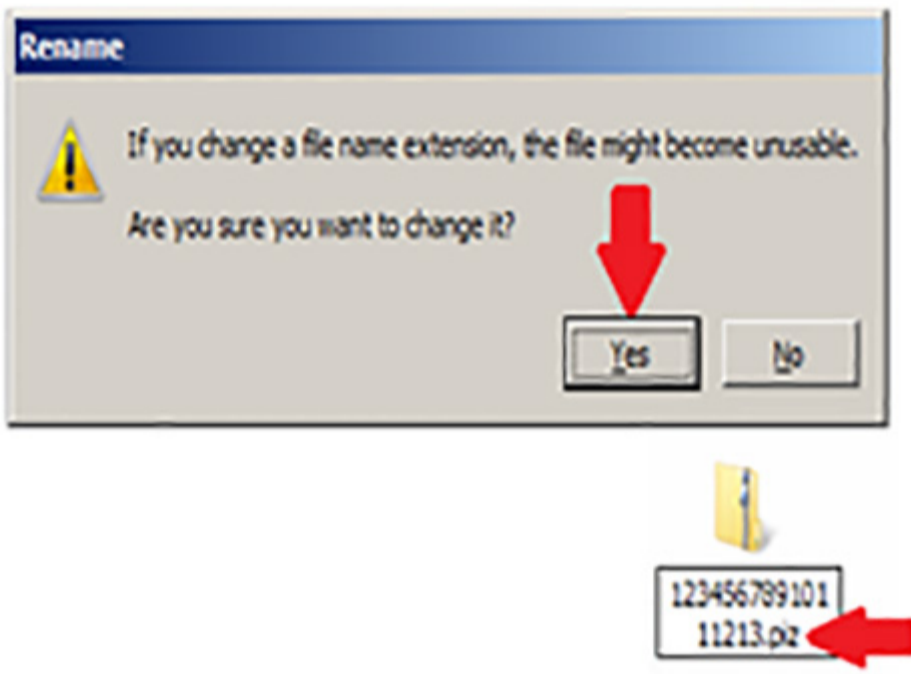 Rename
If you change a file name extension, the file might become unusable.
Are you sure you want to change it?
Yes
No
123456789101
11213.piz